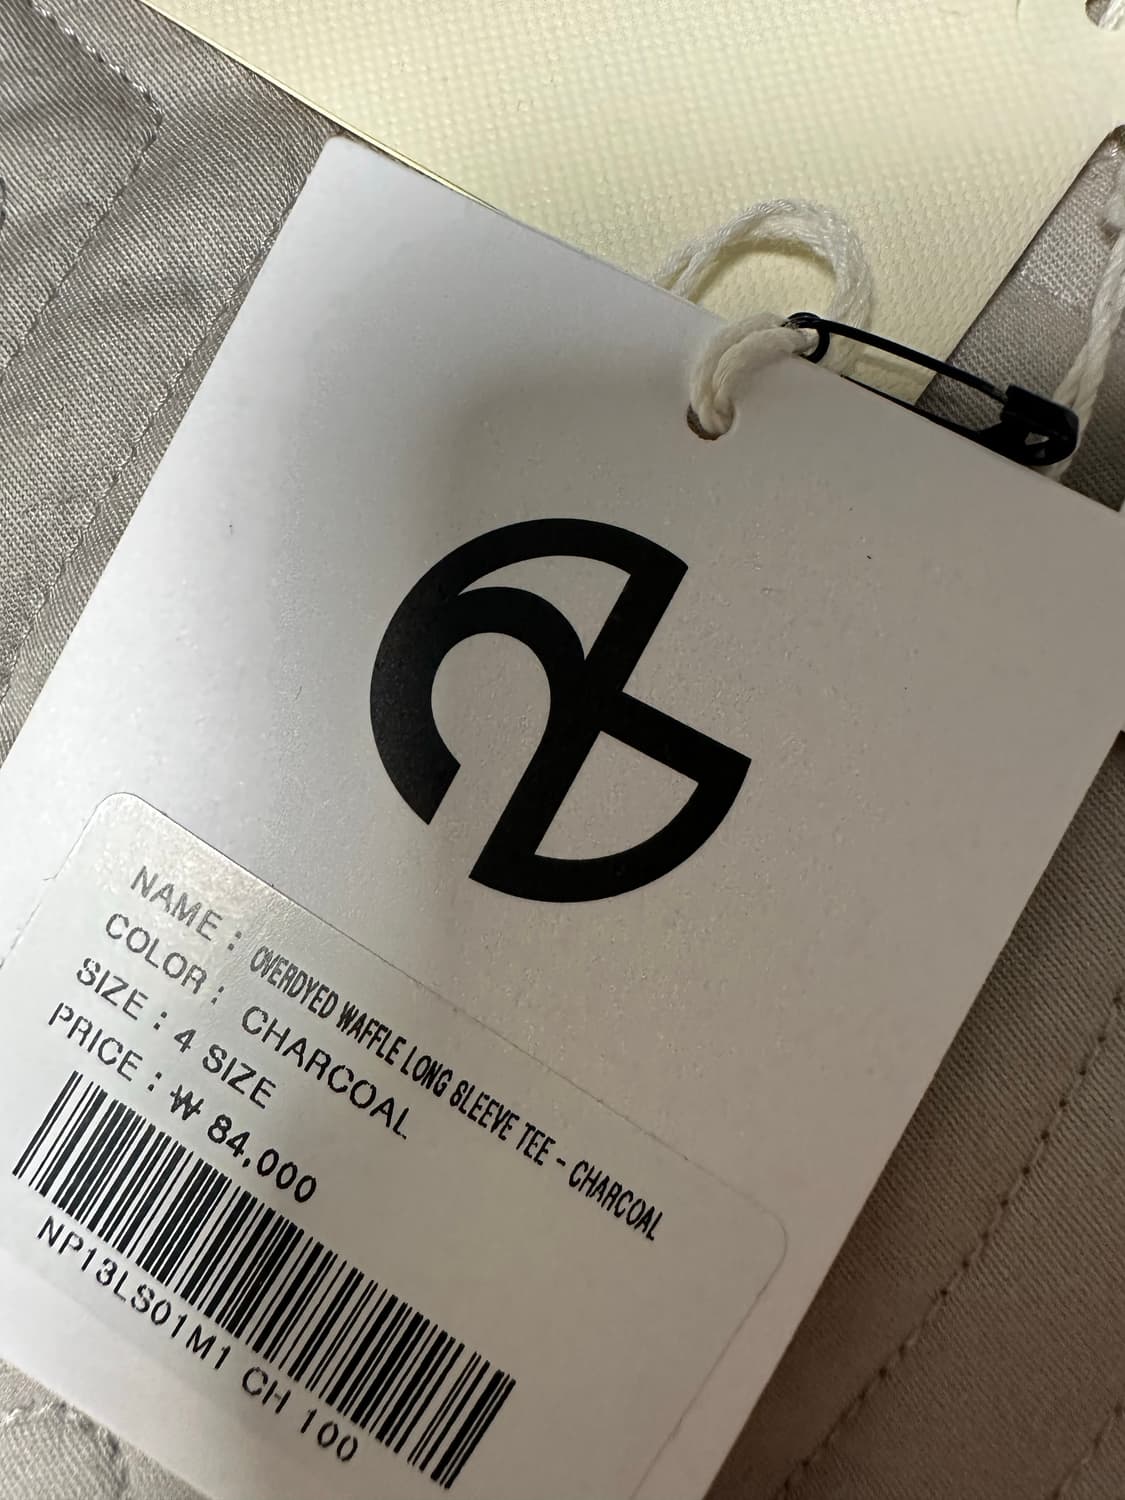 NAME : OVERDYED WAFFLE LONG SLEEVE TEE - CHARCOAL
COLOR : CHARCOAL
SIZE : 4 SIZE
PRICE : ₩ 84,000
NP13LS01M1 CH 100